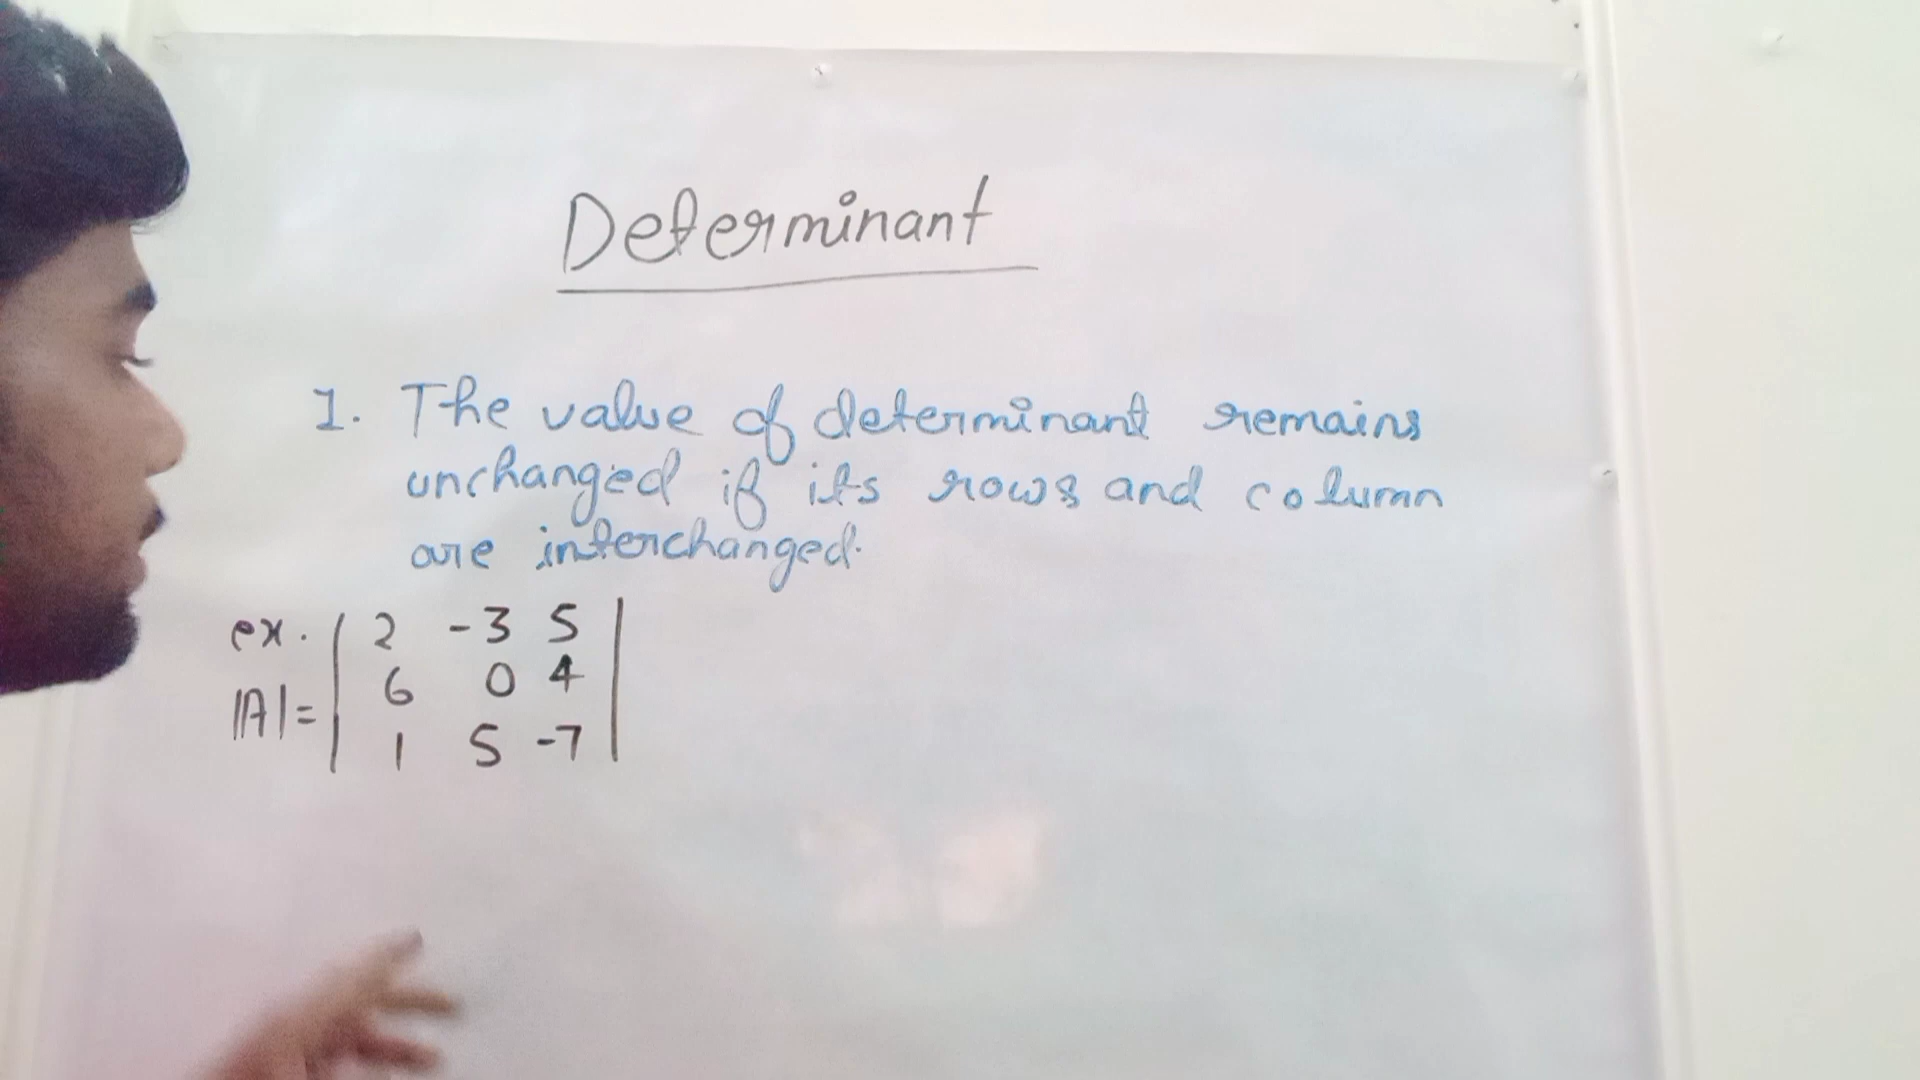 Determinant
1. The value of determinant remains
unchanged if its rows and column
are interchanged.
ex. | 2 -3 5 |
| 6 0 4 |
|A| = | 1 5 -7 |